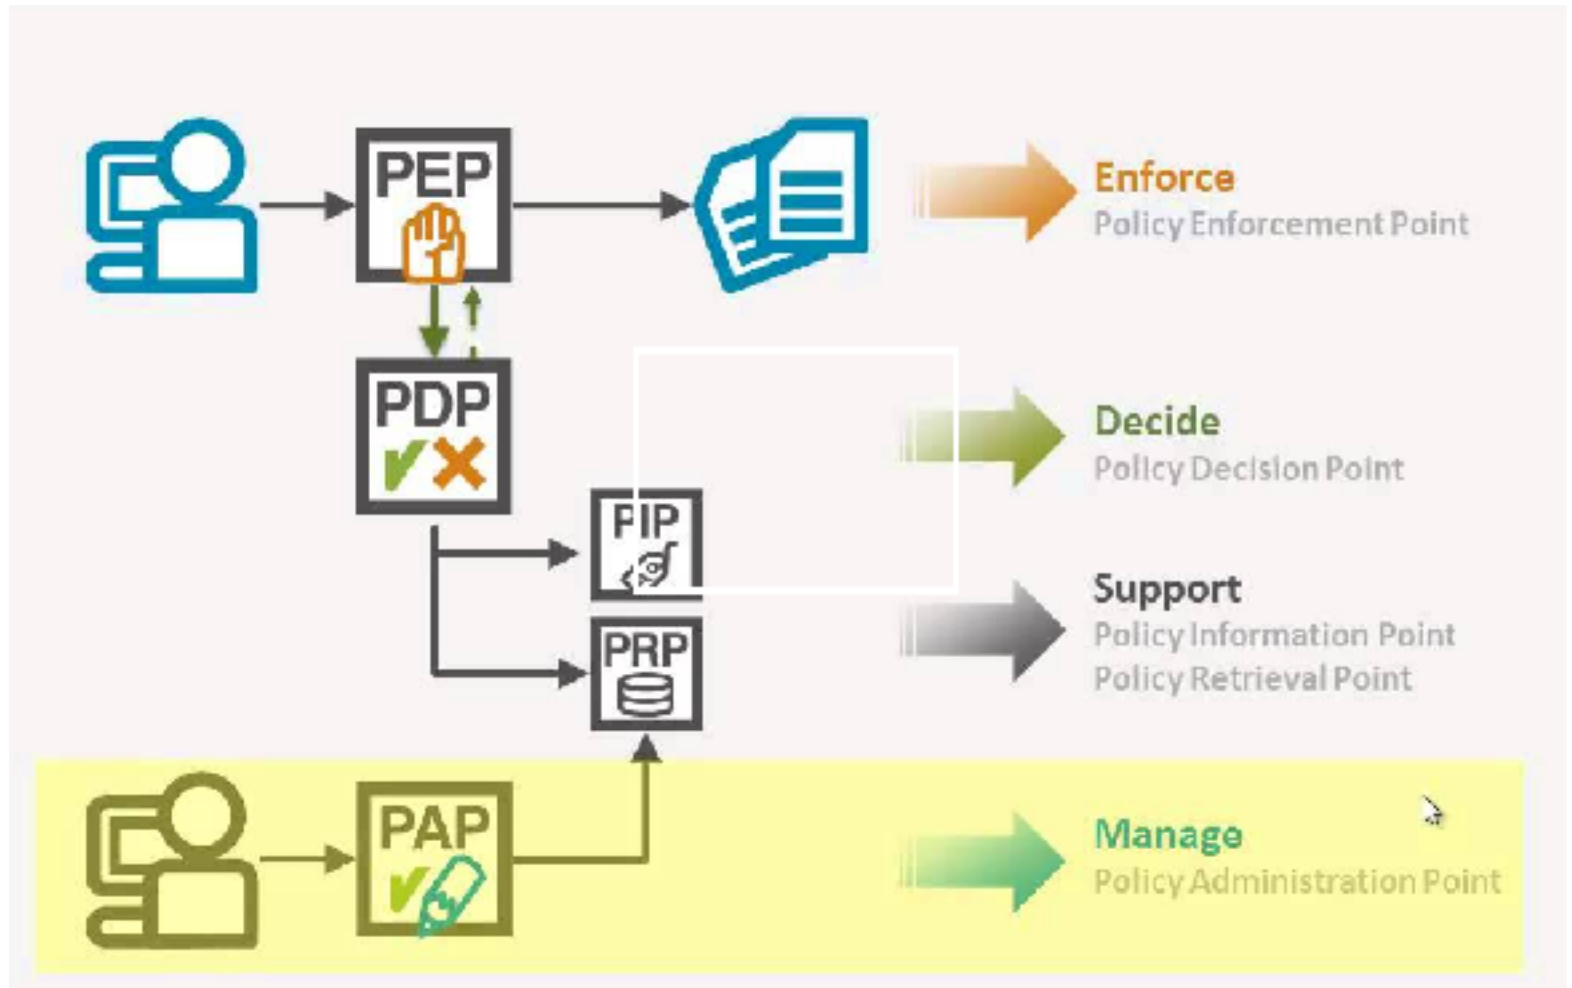 PEP
Enforce
Policy Enforcement Point
PDP
Decide
Policy Decision Point
PIP
Support
Policy Information Point
PRP
Policy Retrieval Point
PAP
Manage
Policy Administration Point